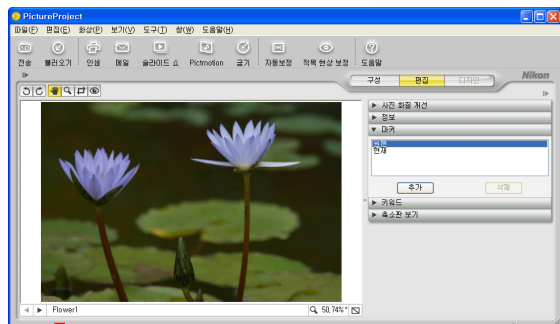 PictureProject
파일(F) 편집(E) 화상(P) 보기(V) 도구(T) 창(W) 도움말(H)
전송 불러오기 인쇄 메일 슬라이드 쇼 Pictmotion 굽기 자동보정 적목 현상 보정 도움말
구성 편집 디자인 Nikon
▶ 사진 화질 개선
▶ 정보
▼ 마커
현재
추가 삭제
▶ 키워드
▶ 축소판 보기
Flower1 50,74%